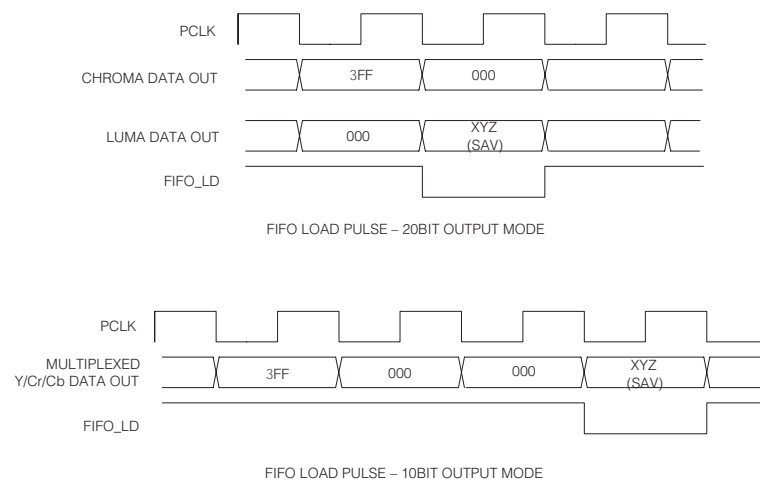 PCLK
CHROMA DATA OUT
3FF
000
LUMA DATA OUT
000
XYZ
(SAV)
FIFO_LD
FIFO LOAD PULSE – 20BIT OUTPUT MODE
PCLK
MULTIPLEXED
Y/Cr/Cb DATA OUT
3FF
000
000
XYZ
(SAV)
FIFO_LD
FIFO LOAD PULSE – 10BIT OUTPUT MODE